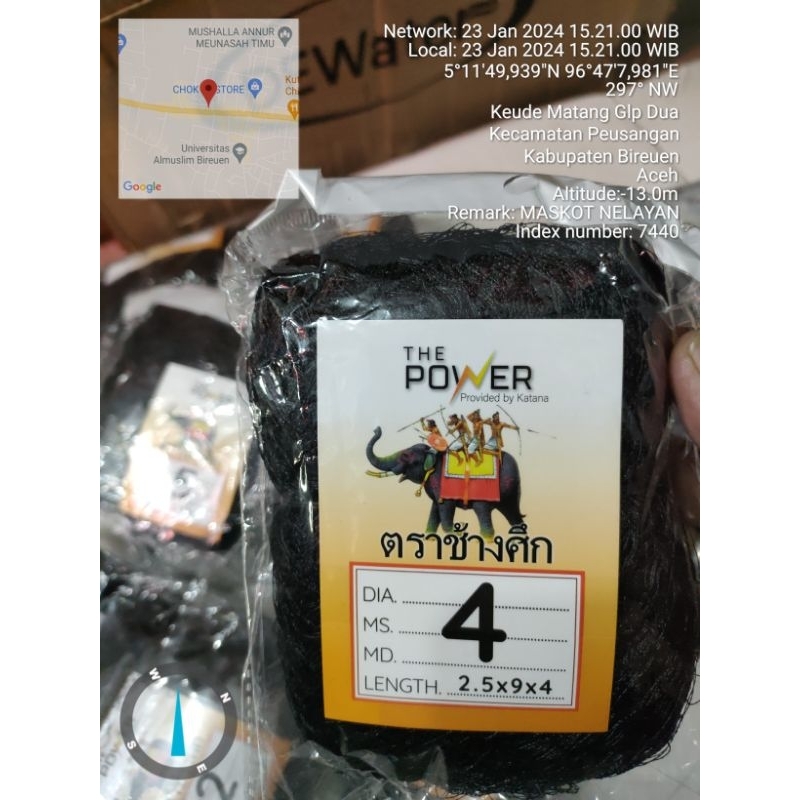 EWater
MUSHALLA ANNUR
MEUNASAH TIMU
CHOK
STORE
Kut
Universitas
Almuslim Bireuen
Google
Network: 23 Jan 2024 15.21.00 WIB
Local: 23 Jan 2024 15.21.00 WIB
5°11'49,939"N 96°47'7,981"E
297° NW
Keude Matang Glp Dua
Kecamatan Peusangan
Kabupaten Bireuen
Aceh
Altitude:-13.0m
Remark: MASKOT NELAYAN
Index number: 7440
THE
POWER
Provided by Katana
ตราช้างศึก
DIA.
MS. 4
MD.
LENGTH. 2.5x9x4
W
N
S
E
2